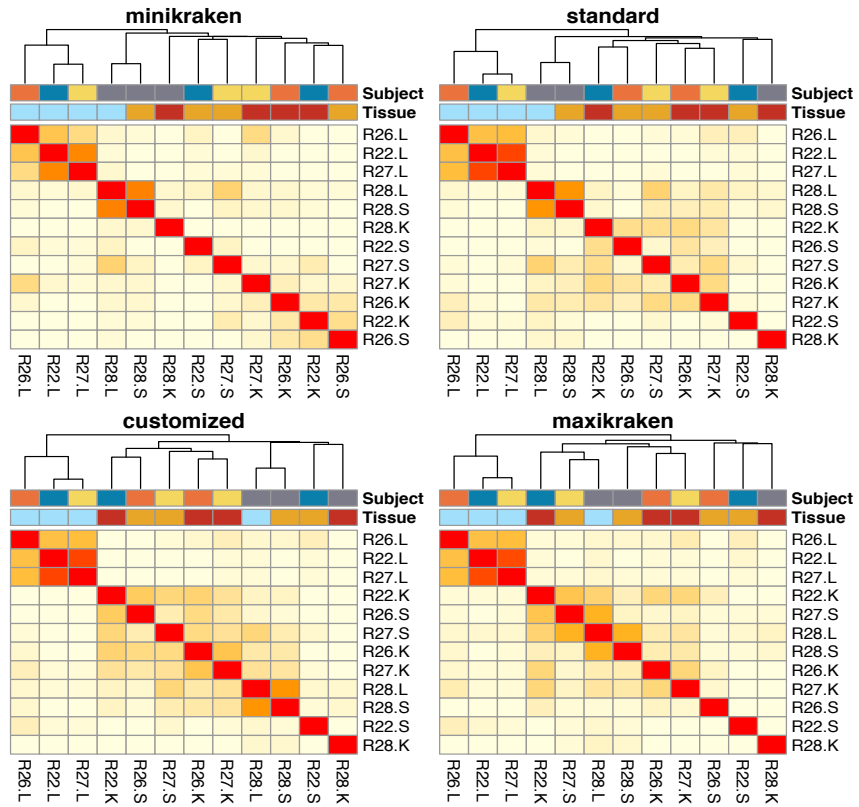 minikraken
Subject
Tissue
R26.L
R22.L
R27.L
R28.L
R28.S
R28.K
R22.S
R27.S
R27.K
R26.K
R22.K
R26.S
R26.L R22.L R27.L R28.L R28.S R28.K R22.S R27.S R27.K R26.K R22.K R26.S
standard
Subject
Tissue
R26.L
R22.L
R27.L
R28.L
R28.S
R22.K
R26.S
R27.S
R26.K
R27.K
R22.S
R28.K
R26.L R22.L R27.L R28.L R28.S R22.K R26.S R27.S R26.K R27.K R22.S R28.K
customized
Subject
Tissue
R26.L
R22.L
R27.L
R22.K
R26.S
R27.S
R26.K
R27.K
R28.L
R28.S
R22.S
R28.K
R26.L R22.L R27.L R22.K R26.S R27.S R26.K R27.K R28.L R28.S R22.S R28.K
maxikraken
Subject
Tissue
R26.L
R22.L
R27.L
R22.K
R27.S
R28.L
R28.S
R26.K
R27.K
R26.S
R22.S
R28.K
R26.L R22.L R27.L R22.K R27.S R28.L R28.S R26.K R27.K R26.S R22.S R28.K